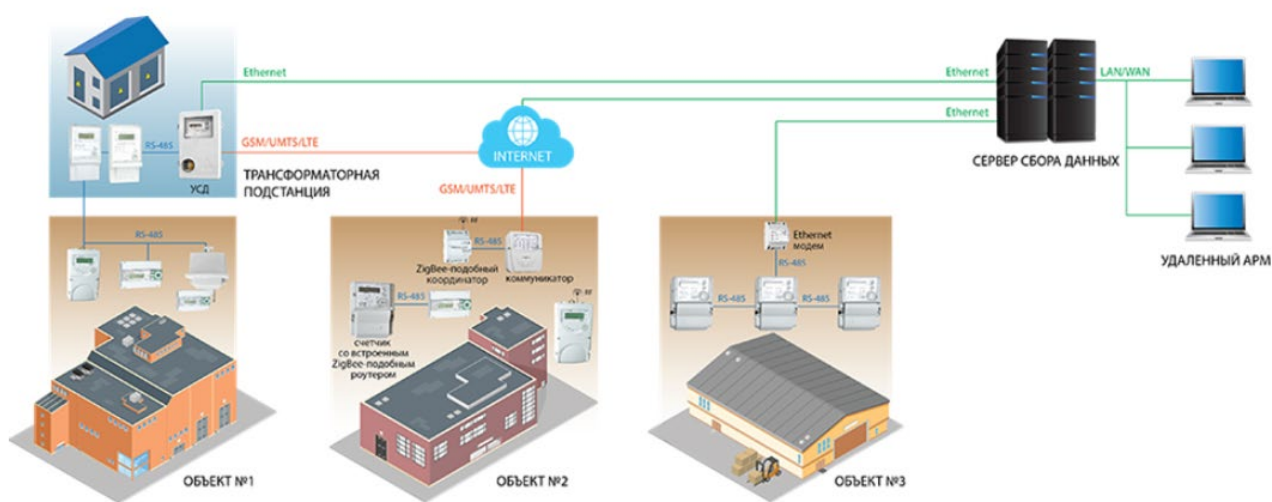 Ethernet
RS-485
УСД
GSM/UMTS/LTE
ТРАНСФОРМАТОРНАЯ
ПОДСТАНЦИЯ
INTERNET
GSM/UMTS/LTE
Ethernet
Ethernet
LAN/WAN
СЕРВЕР СБОРА ДАННЫХ
УДАЛЕННЫЙ АРМ
RS-485
ОБЪЕКТ №1
RF
RS-485
ZigBee-подобный
координатор
коммуникатор
RS-485
RF
счетчик
со встроенным
ZigBee-подобным
роутером
ОБЪЕКТ №2
Ethernet
модем
RS-485
RS-485
RS-485
ОБЪЕКТ №3